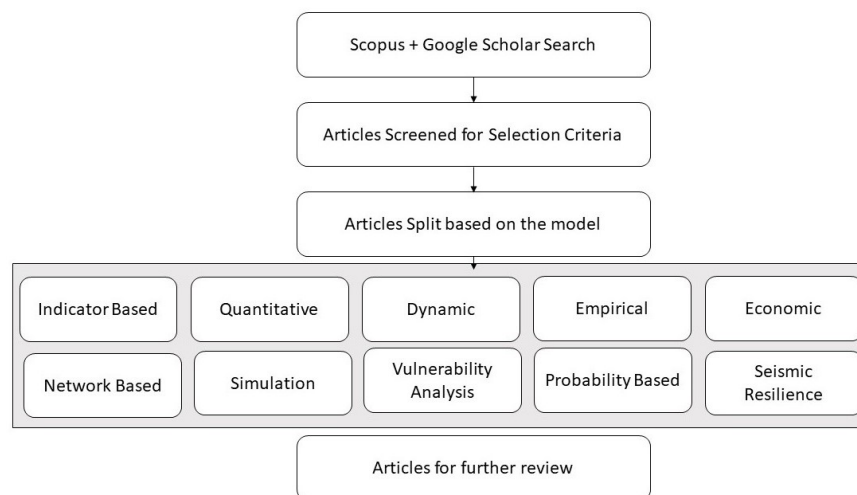 Scopus + Google Scholar Search
Articles Screened for Selection Criteria
Articles Split based on the model
Indicator Based
Quantitative
Dynamic
Empirical
Economic
Network Based
Simulation
Vulnerability
Analysis
Probability Based
Seismic
Resilience
Articles for further review